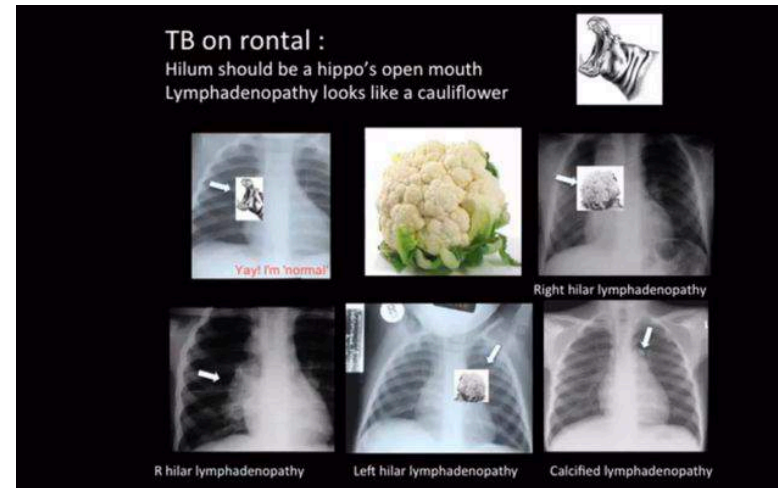 TB on rontal :
Hilum should be a hippo's open mouth
Lymphadenopathy looks like a cauliflower
Yay! I'm 'normal'
Right hilar lymphadenopathy
R hilar lymphadenopathy
Left hilar lymphadenopathy
Calcified lymphadenopathy